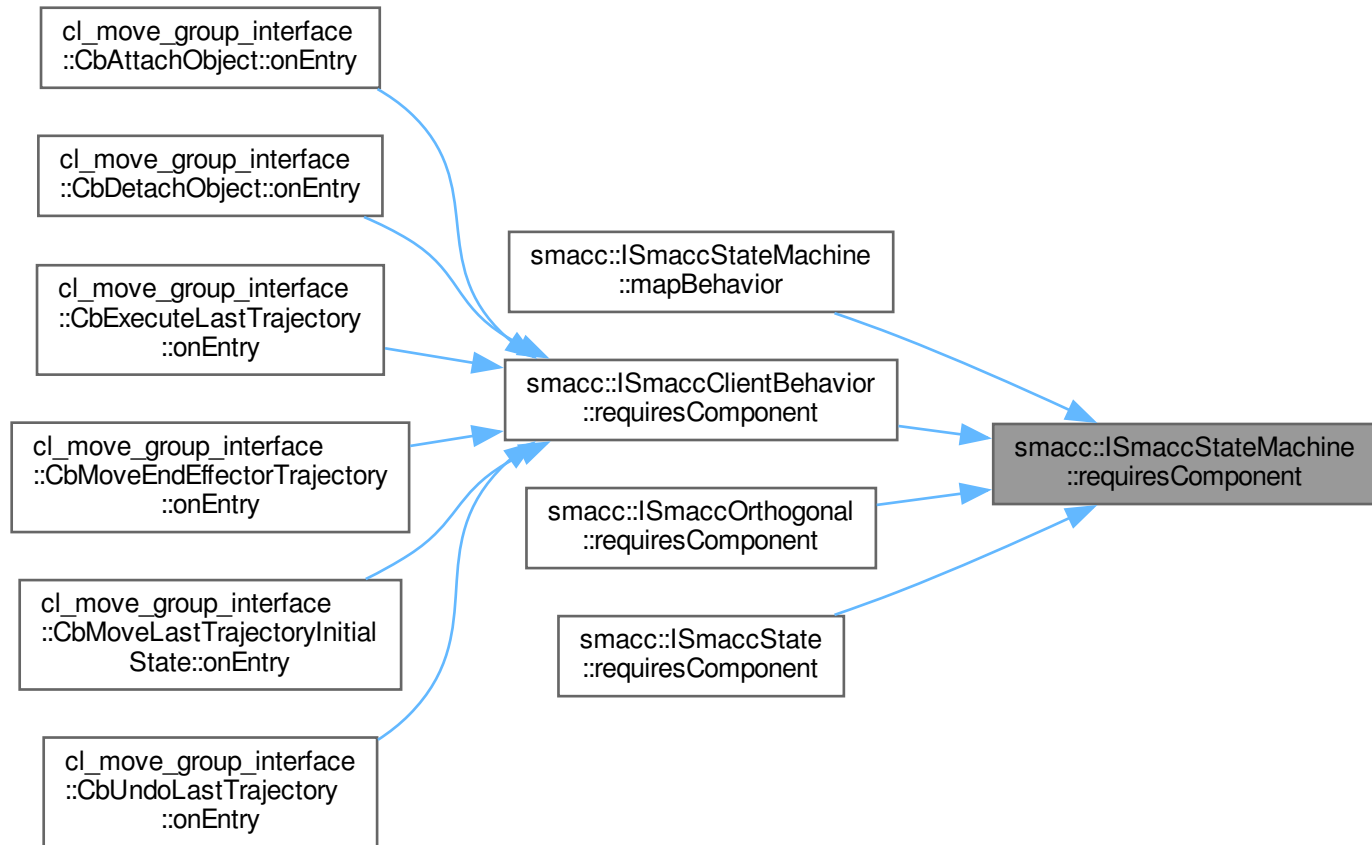 cl_move_group_interface
::CbAttachObject::onEntry
cl_move_group_interface
::CbDetachObject::onEntry
cl_move_group_interface
::CbExecuteLastTrajectory
::onEntry
cl_move_group_interface
::CbMoveEndEffectorTrajectory
::onEntry
cl_move_group_interface
::CbMoveLastTrajectoryInitial
State::onEntry
cl_move_group_interface
::CbUndoLastTrajectory
::onEntry
smacc::ISmaccStateMachine
::mapBehavior
smacc::ISmaccClientBehavior
::requiresComponent
smacc::ISmaccOrthogonal
::requiresComponent
smacc::ISmaccState
::requiresComponent
smacc::ISmaccStateMachine
::requiresComponent